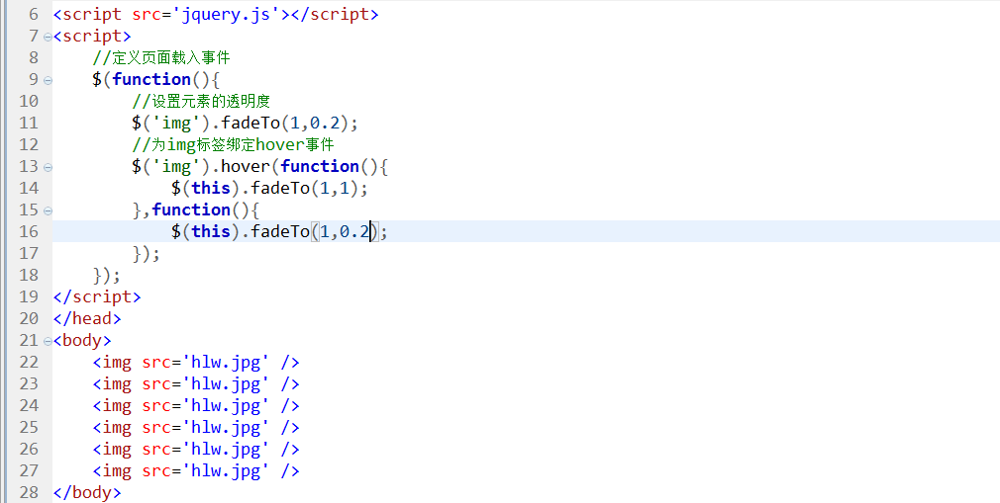 6 <script src='jquery.js'></script>
7 <script>
8     //定义页面载入事件
9     $(function(){
10         //设置元素的透明度
11         $('img').fadeTo(1,0.2);
12         //为img标签绑定hover事件
13         $('img').hover(function(){
14             $(this).fadeTo(1,1);
15         },function(){
16             $(this).fadeTo(1,0.2);
17         });
18     });
19 </script>
20 </head>
21 <body>
22     <img src='hlw.jpg' />
23     <img src='hlw.jpg' />
24     <img src='hlw.jpg' />
25     <img src='hlw.jpg' />
26     <img src='hlw.jpg' />
27     <img src='hlw.jpg' />
28 </body>